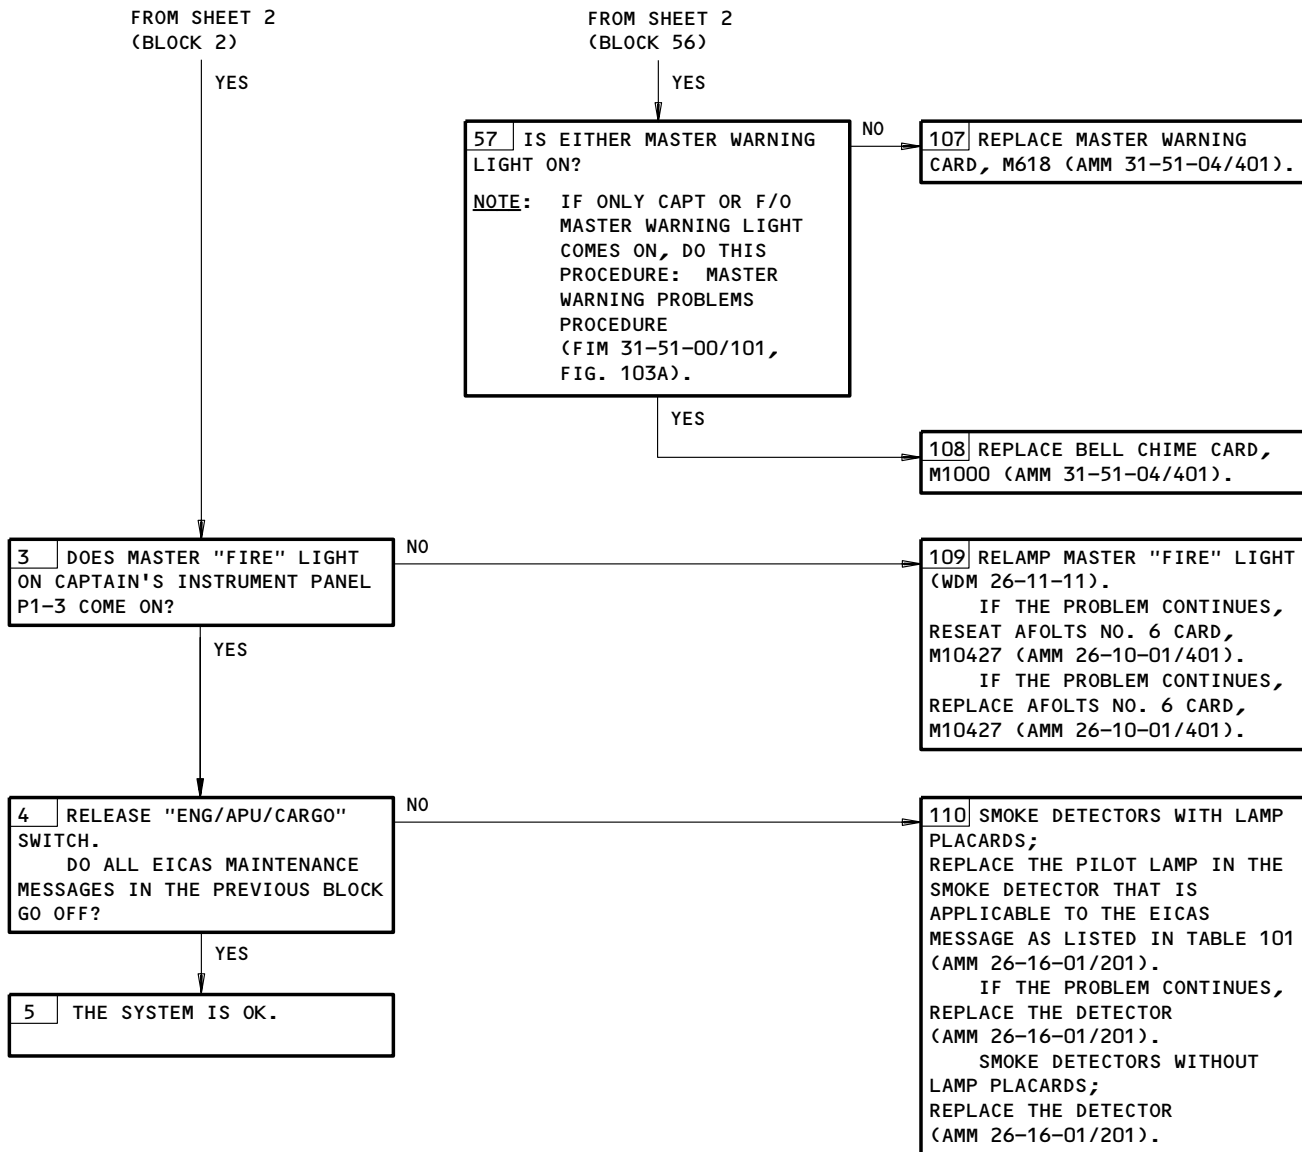 FROM SHEET 2
(BLOCK 2)
YES
FROM SHEET 2
(BLOCK 56)
YES
57 IS EITHER MASTER WARNING
LIGHT ON?
NOTE: IF ONLY CAPT OR F/O
MASTER WARNING LIGHT
COMES ON, DO THIS
PROCEDURE: MASTER
WARNING PROBLEMS
PROCEDURE
(FIM 31-51-00/101,
FIG. 103A).
NO
107 REPLACE MASTER WARNING
CARD, M618 (AMM 31-51-04/401).
YES
108 REPLACE BELL CHIME CARD,
M1000 (AMM 31-51-04/401).
3 DOES MASTER "FIRE" LIGHT
ON CAPTAIN'S INSTRUMENT PANEL
P1-3 COME ON?
NO
109 RELAMP MASTER "FIRE" LIGHT
(WDM 26-11-11).
IF THE PROBLEM CONTINUES,
RESEAT AFOLTS NO. 6 CARD,
M10427 (AMM 26-10-01/401).
IF THE PROBLEM CONTINUES,
REPLACE AFOLTS NO. 6 CARD,
M10427 (AMM 26-10-01/401).
YES
4 RELEASE "ENG/APU/CARGO"
SWITCH.
DO ALL EICAS MAINTENANCE
MESSAGES IN THE PREVIOUS BLOCK
GO OFF?
NO
110 SMOKE DETECTORS WITH LAMP
PLACARDS;
REPLACE THE PILOT LAMP IN THE
SMOKE DETECTOR THAT IS
APPLICABLE TO THE EICAS
MESSAGE AS LISTED IN TABLE 101
(AMM 26-16-01/201).
IF THE PROBLEM CONTINUES,
REPLACE THE DETECTOR
(AMM 26-16-01/201).
SMOKE DETECTORS WITHOUT
LAMP PLACARDS;
REPLACE THE DETECTOR
(AMM 26-16-01/201).
YES
5 THE SYSTEM IS OK.